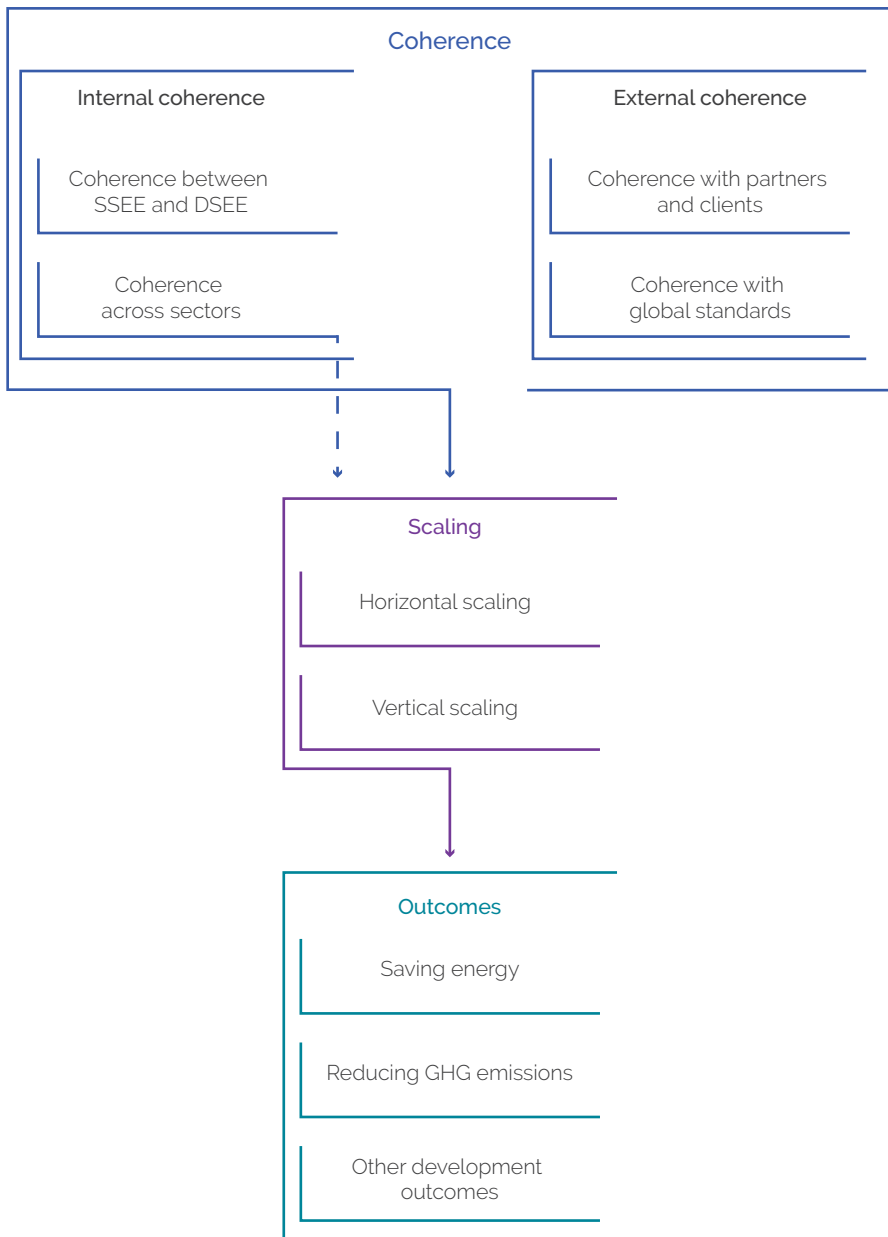 Coherence
Internal coherence
Coherence between
SSEE and DSEE
Coherence
across sectors
External coherence
Coherence with partners
and clients
Coherence with
global standards
Scaling
Horizontal scaling
Vertical scaling
Outcomes
Saving energy
Reducing GHG emissions
Other development
outcomes